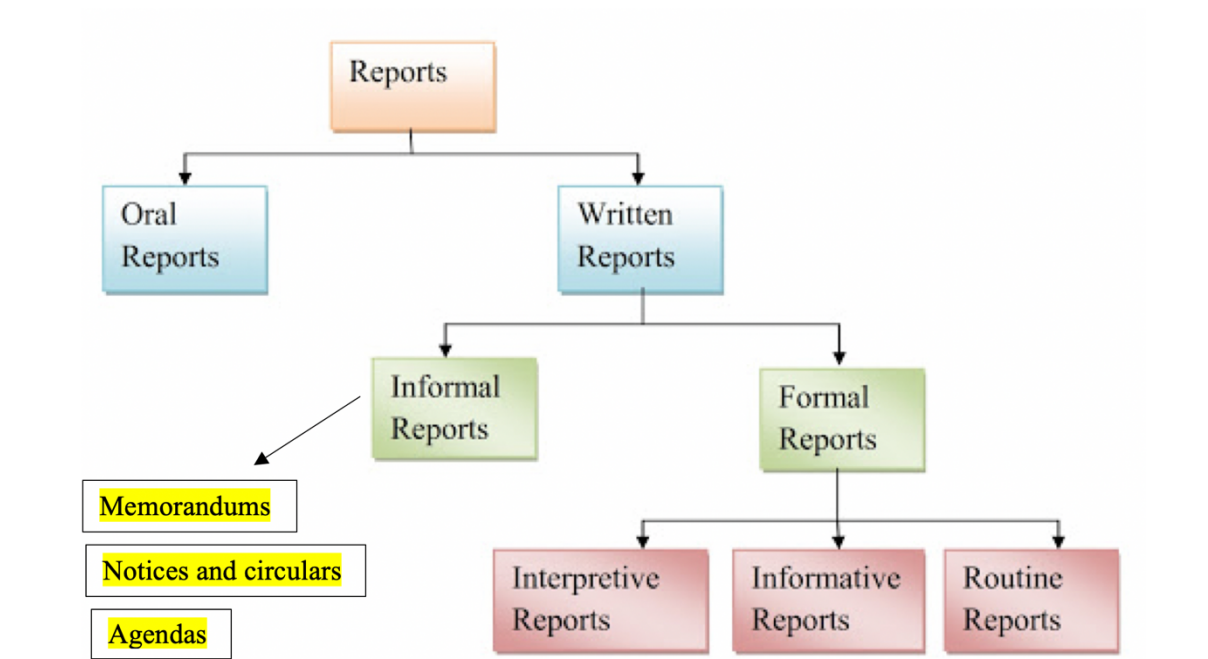 Reports
Oral
Reports
Written
Reports
Informal
Reports
Formal
Reports
Memorandums
Notices and circulars
Agendas
Interpretive
Reports
Informative
Reports
Routine
Reports